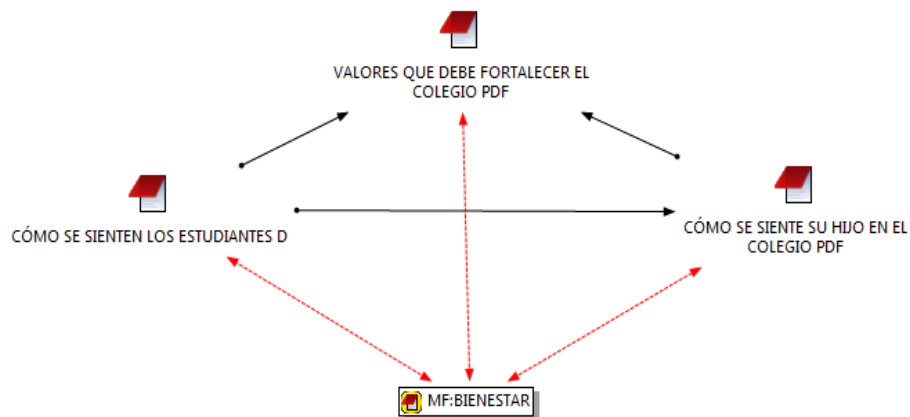 VALORES QUE DEBE FORTALECER EL
COLEGIO PDF
CÓMO SE SIENTEN LOS ESTUDIANTES D
CÓMO SE SIENTE SU HIJO EN EL
COLEGIO PDF
MF:BIENESTAR